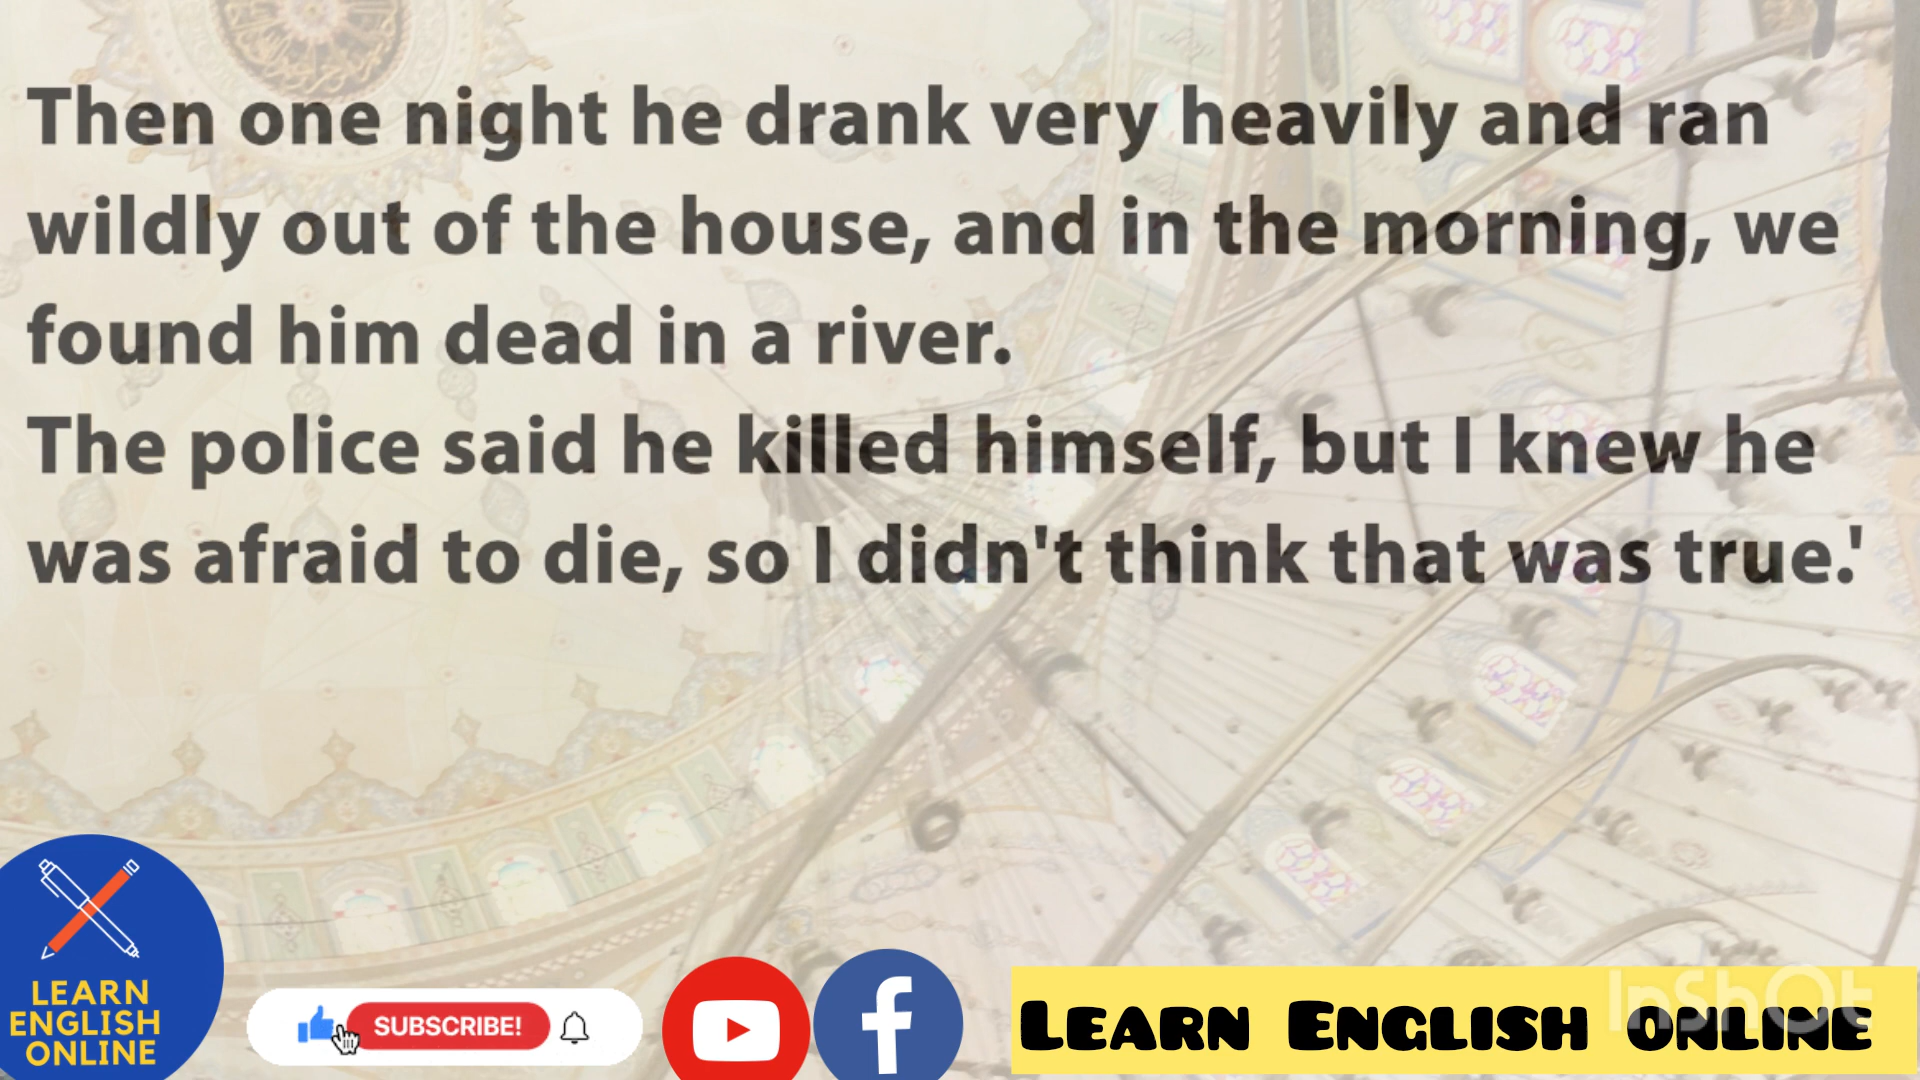 Then one night he drank very heavily and ran
wildly out of the house, and in the morning, we
found him dead in a river.
The police said he killed himself, but I knew he
was afraid to die, so I didn't think that was true.'
LEARN
ENGLISH
ONLINE
SUBSCRIBE!
LEARN ENGLISH ONLINE
InShOt